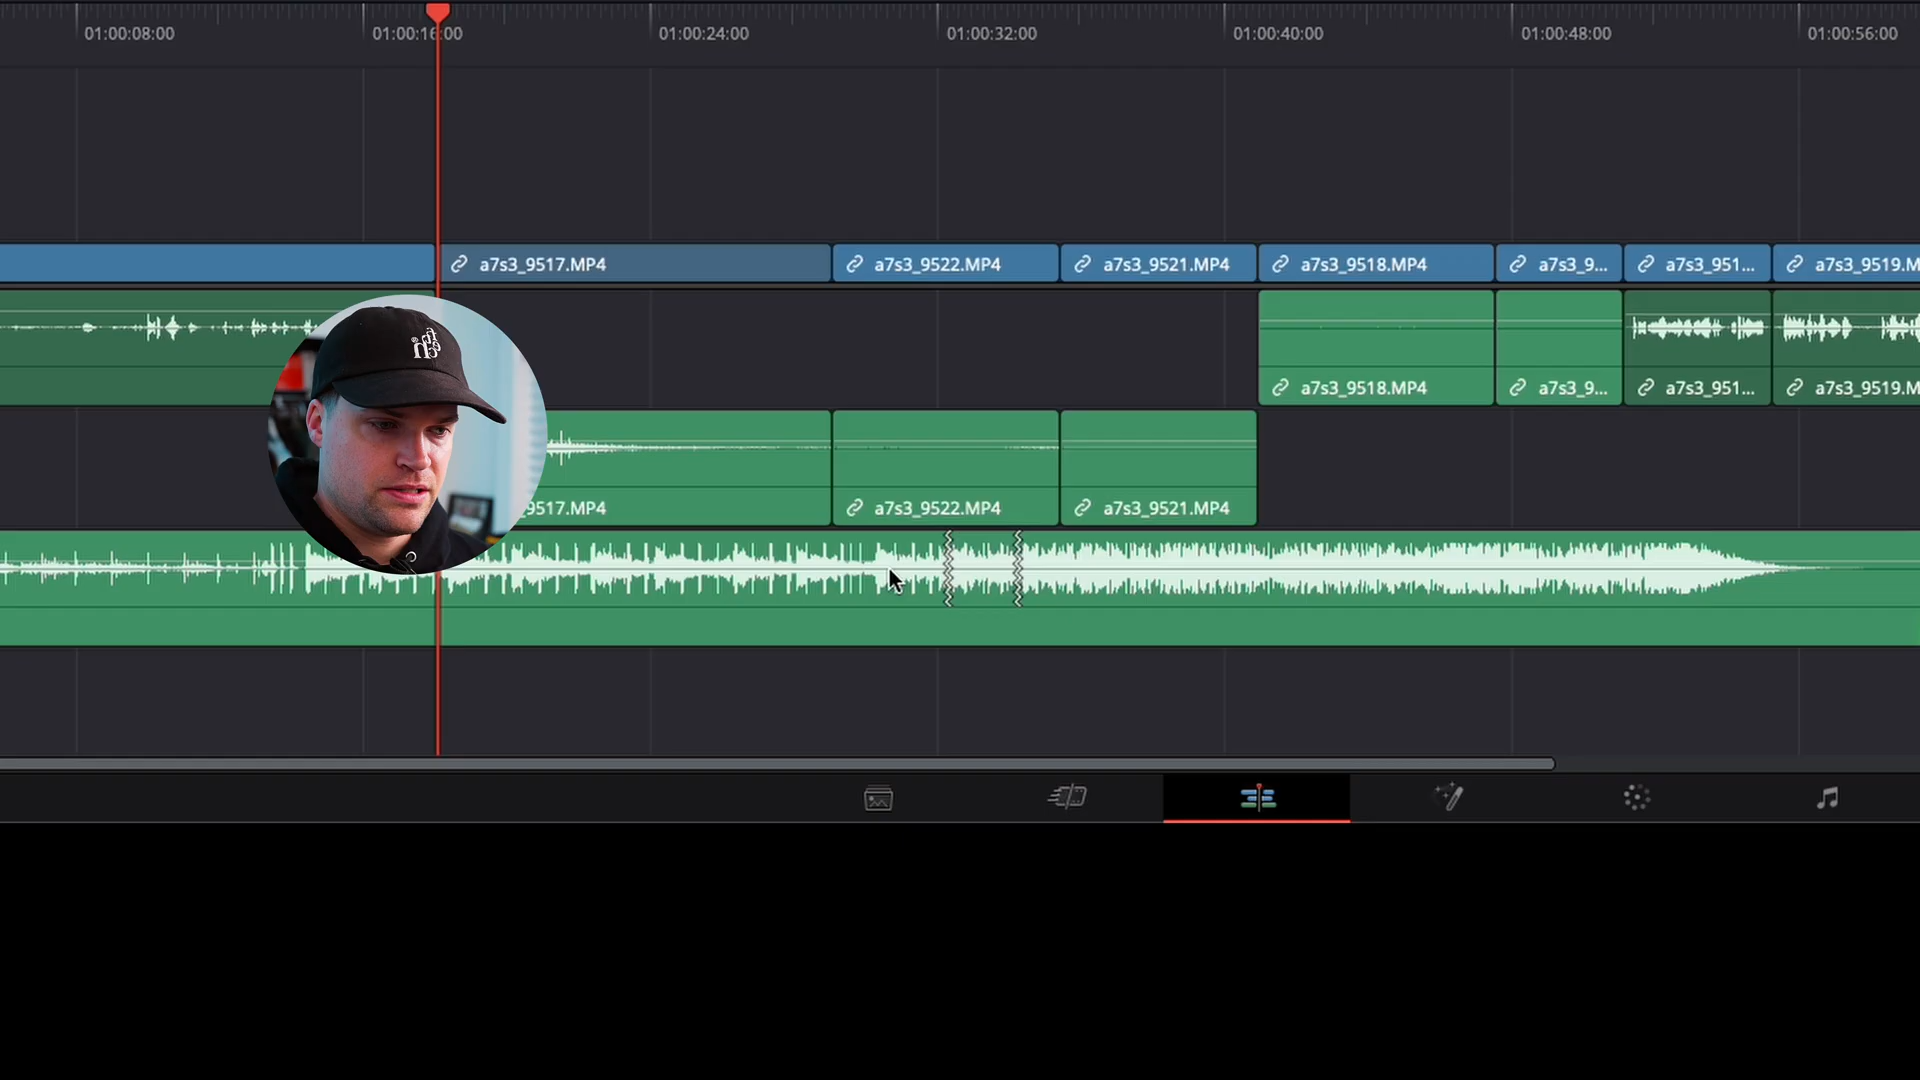 01:00:08:00 01:00:16:00 01:00:24:00 01:00:32:00 01:00:40:00 01:00:48:00 01:00:56:00
a7s3_9517.MP4 a7s3_9522.MP4 a7s3_9521.MP4 a7s3_9518.MP4 a7s3_9... a7s3_951... a7s3_9519.M
a7s3_9518.MP4 a7s3_9... a7s3_951... a7s3_9519.M
_9517.MP4 a7s3_9522.MP4 a7s3_9521.MP4